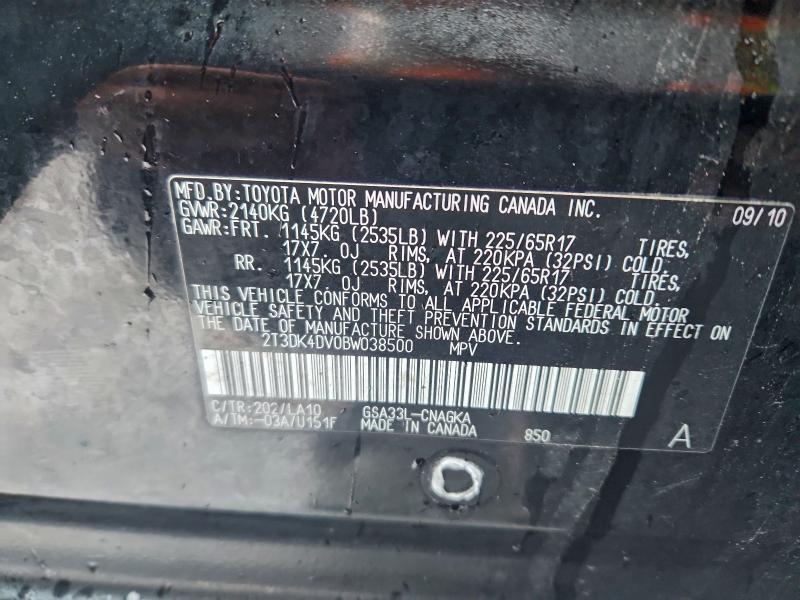 MFD.BY:TOYOTA MOTOR MANUFACTURING CANADA INC. 09/10
GVWR:2140KG (4720LB)
GAWR:FRT. 1145KG (2535LB) WITH 225/65R17 TIRES,
17X7. 0J RIMS, AT 220KPA (32PSI) COLD,
RR. 1145KG (2535LB) WITH 225/65R17 TIRES,
17X7. 0J RIMS, AT 220KPA (32PSI) COLD.
THIS VEHICLE CONFORMS TO ALL APPLICABLE FEDERAL MOTOR
VEHICLE SAFETY AND THEFT PREVENTION STANDARDS IN EFFECT ON
THE DATE OF MANUFACTURE SHOWN ABOVE.
2T3DK4DV0BW038500 MPV
C/TR:202/LA10 GSA33L-CNAGKA
A/TM:-03A/U151F MADE IN CANADA 850 A